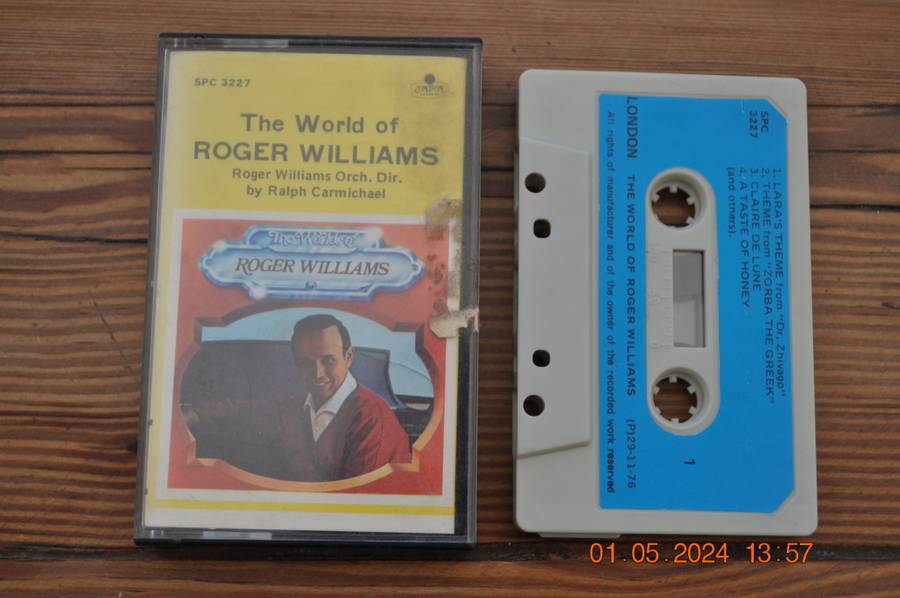 SPC 3227
LONDON
The World of
ROGER WILLIAMS
Roger Williams Orch. Dir.
by Ralph Carmichael
The World of
ROGER WILLIAMS
SPC
3227
1. LARA'S THEME from "Dr. Zhivago"
2. THEME from "ZORBA THE GREEK"
3. CLAIRE DE LUNE
4. A TASTE OF HONEY
(and others).
1
LONDON THE WORLD OF ROGER WILLIAMS (P)29-11-76
All rights of manufacturer and of the owner of the recorded work reserved
01.05.2024 13:57